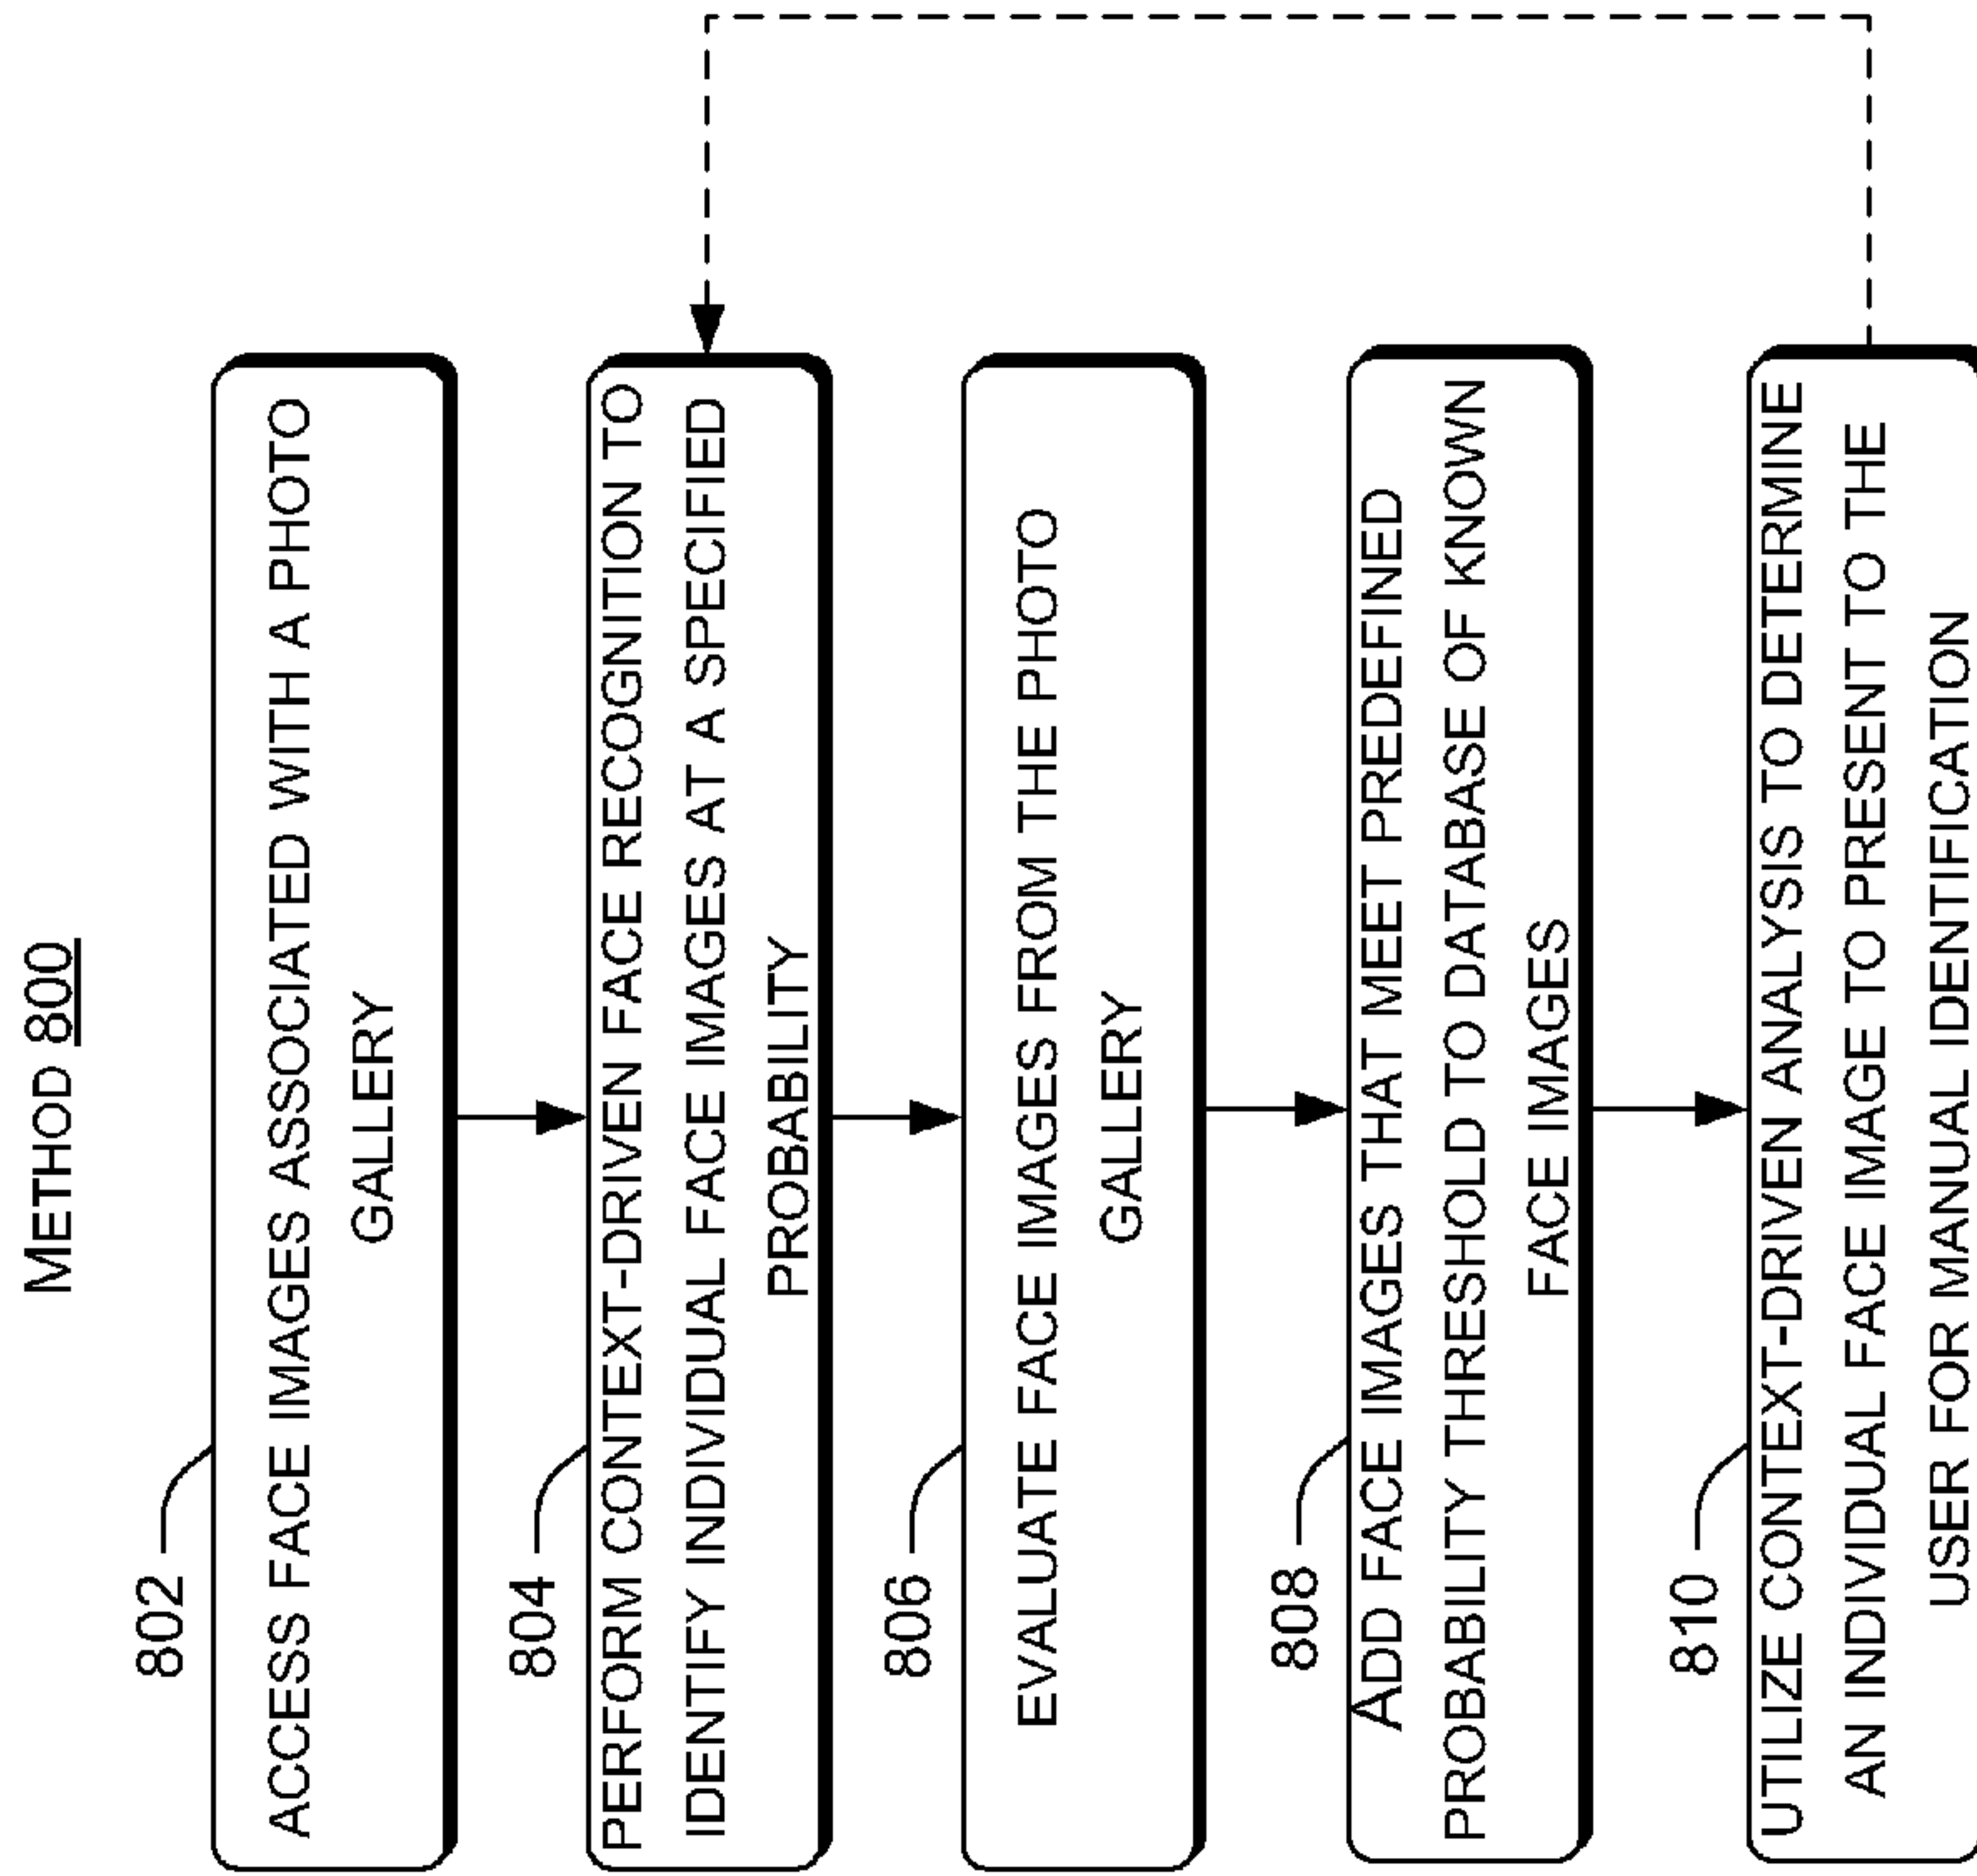 METHOD 800
802
ACCESS FACE IMAGES ASSOCIATED WITH A PHOTO
GALLERY
804
PERFORM CONTEXT-DRIVEN FACE RECOGNITION TO
IDENTIFY INDIVIDUAL FACE IMAGES AT A SPECIFIED
PROBABILITY
806
EVALUATE FACE IMAGES FROM THE PHOTO
GALLERY
808
ADD FACE IMAGES THAT MEET PREDEFINED
PROBABILITY THRESHOLD TO DATABASE OF KNOWN
FACE IMAGES
810
UTILIZE CONTEXT-DRIVEN ANALYSIS TO DETERMINE
AN INDIVIDUAL FACE IMAGE TO PRESENT TO THE
USER FOR MANUAL IDENTIFICATION